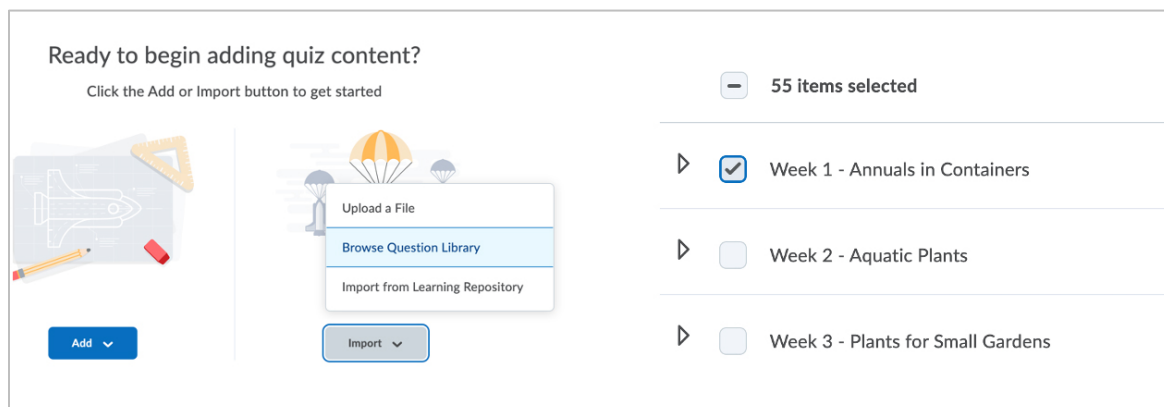 Ready to begin adding quiz content?
Click the Add or Import button to get started
Upload a File
Browse Question Library
Import from Learning Repository
Add
Import
55 items selected
Week 1 - Annuals in Containers
Week 2 - Aquatic Plants
Week 3 - Plants for Small Gardens